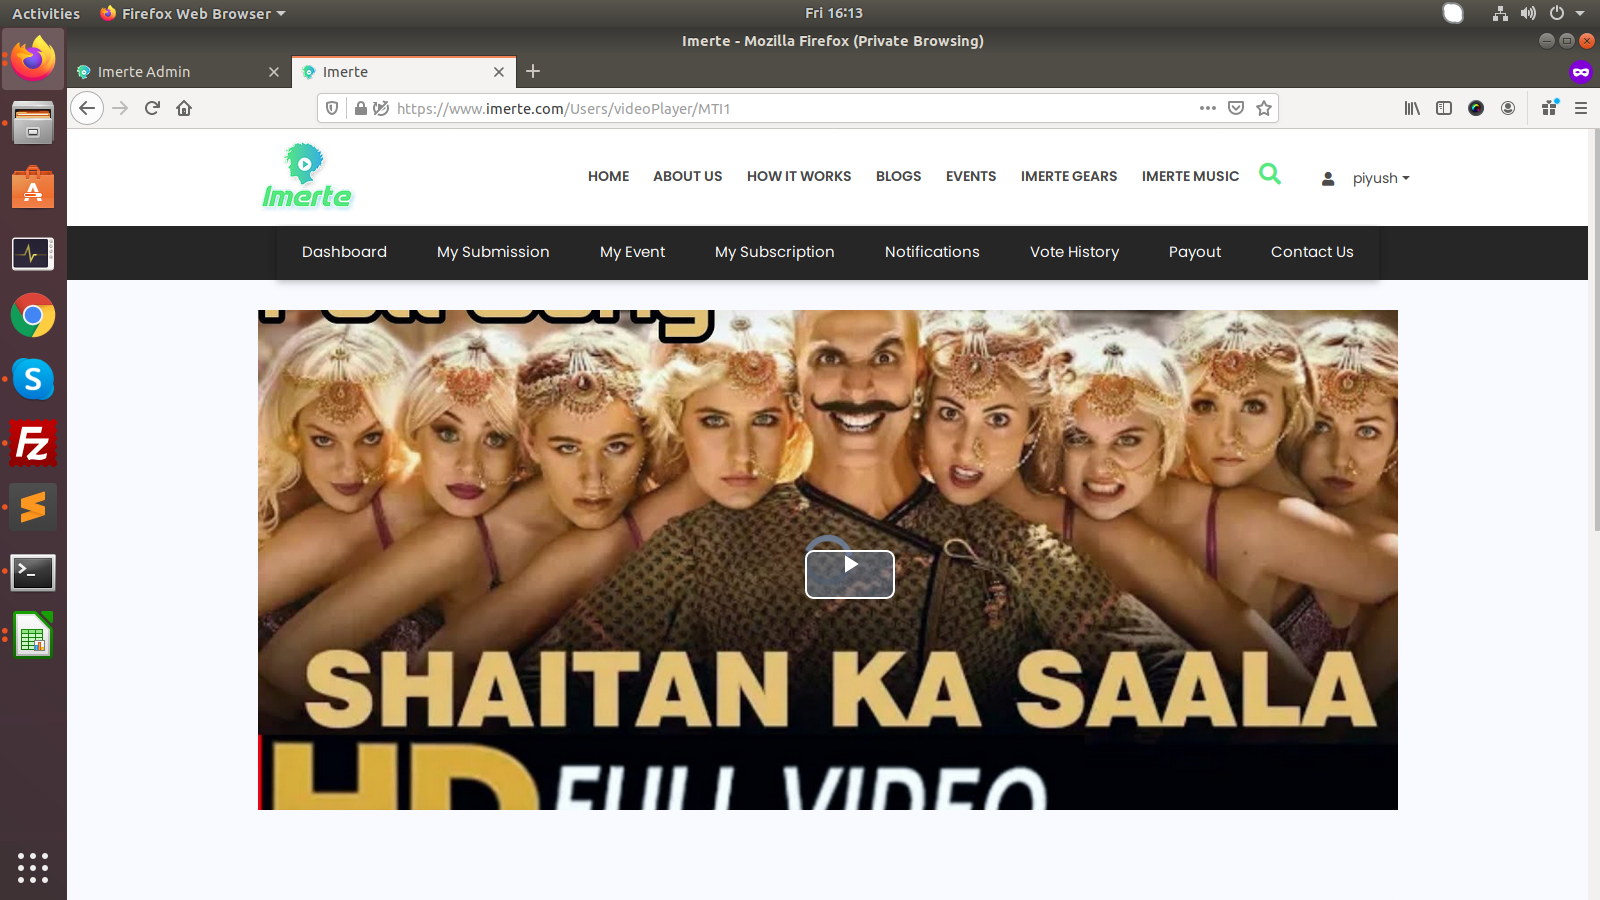 Activities
Firefox Web Browser
Fri 16:13
Imerte - Mozilla Firefox (Private Browsing)
Imerte Admin
Imerte
https://www.imerte.com/Users/videoPlayer/MTI1
Imerte
HOME
ABOUT US
HOW IT WORKS
BLOGS
EVENTS
IMERTE GEARS
IMERTE MUSIC
piyush
Dashboard
My Submission
My Event
My Subscription
Notifications
Vote History
Payout
Contact Us
SHAITAN KA SAALA
HD FULL VIDEO